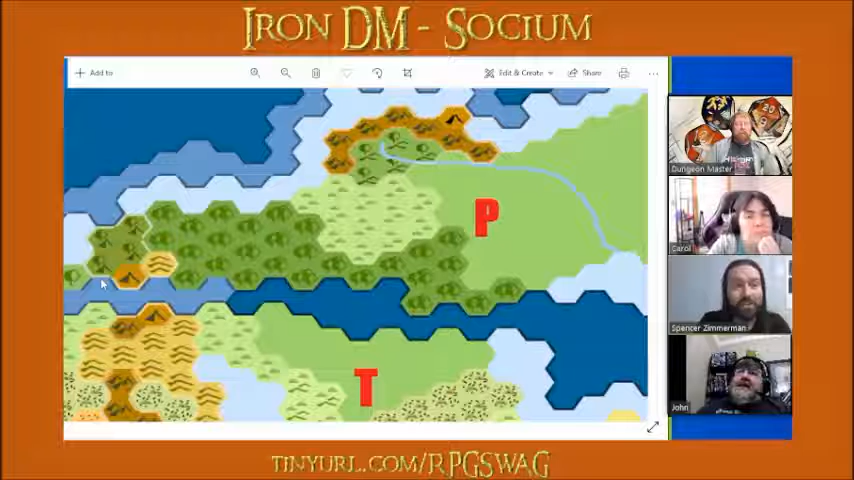 IRON DM - SOCIUM
Add to
Edit & Create
Share
Dungeon Master
P
Carol
Spencer Zimmerman
T
John
TINYURL.COM/RPGSWAG